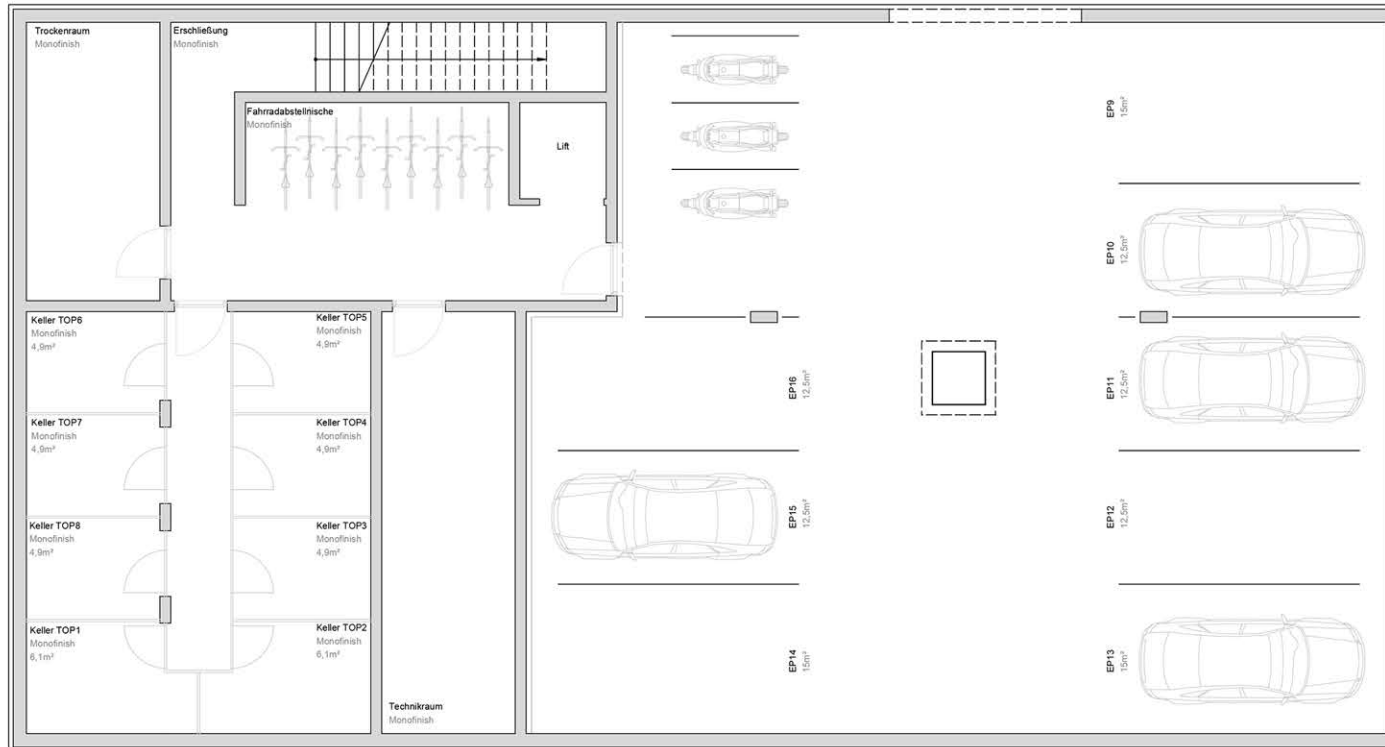 Trockenraum
Monofinish
Erschließung
Monofinish
Fahrradabstellnische
Monofinish
Lift
Keller TOP6
Monofinish
4,9m²
Keller TOP5
Monofinish
4,9m²
Keller TOP7
Monofinish
4,9m²
Keller TOP4
Monofinish
4,9m²
Keller TOP8
Monofinish
4,9m²
Keller TOP3
Monofinish
4,9m²
Keller TOP1
Monofinish
6,1m²
Keller TOP2
Monofinish
6,1m²
Technikraum
Monofinish
EP16
12,5m²
EP15
12,5m²
EP14
15m²
EP9
15m²
EP10
12,5m²
EP11
12,5m²
EP12
12,5m²
EP13
15m²